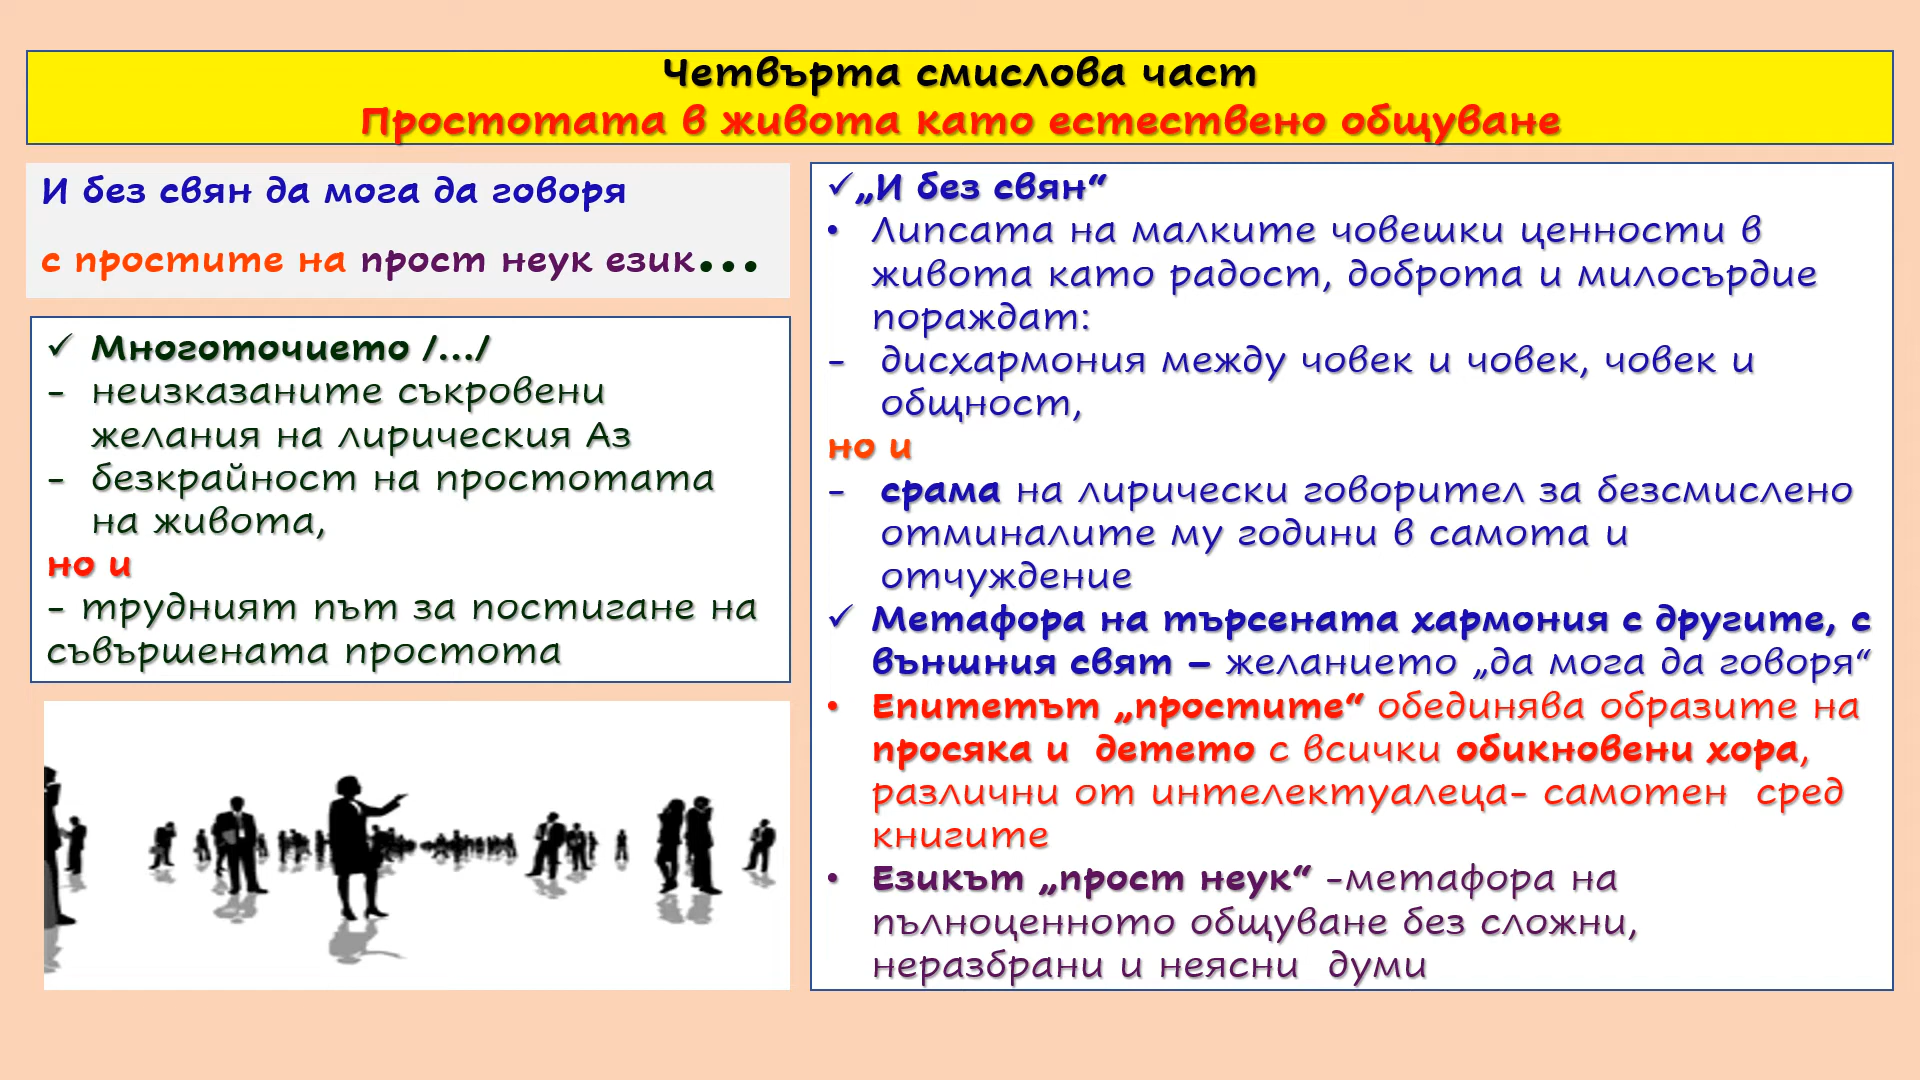 Четвърта смислова част
Простотата в живота като естествено общуване
И без свян да мога да говоря
с простите на прост неук език...
✓ Многоточието /.../
- неизказаните съкровени
желания на лирическия Аз
- безкрайност на простотата
на живота,
но и
- трудният път за постигане на
съвършената простота
✓ „И без свян“
• Липсата на малките човешки ценности в
живота като радост, доброта и милосърдие
пораждат:
- дисхармония между човек и човек, човек и
общност,
но и
- срама на лирически говорител за безсмислено
отминалите му години в самота и
отчуждение
✓ Метафора на търсената хармония с другите, с
външния свят – желанието „да мога да говоря“
• Епитетът „простите“ обединява образите на
просяка и детето с всички обикновени хора,
различни от интелектуалеца- самотен сред
книгите
• Езикът „прост неук“ -метафора на
пълноценното общуване без сложни,
неразбрани и неясни думи